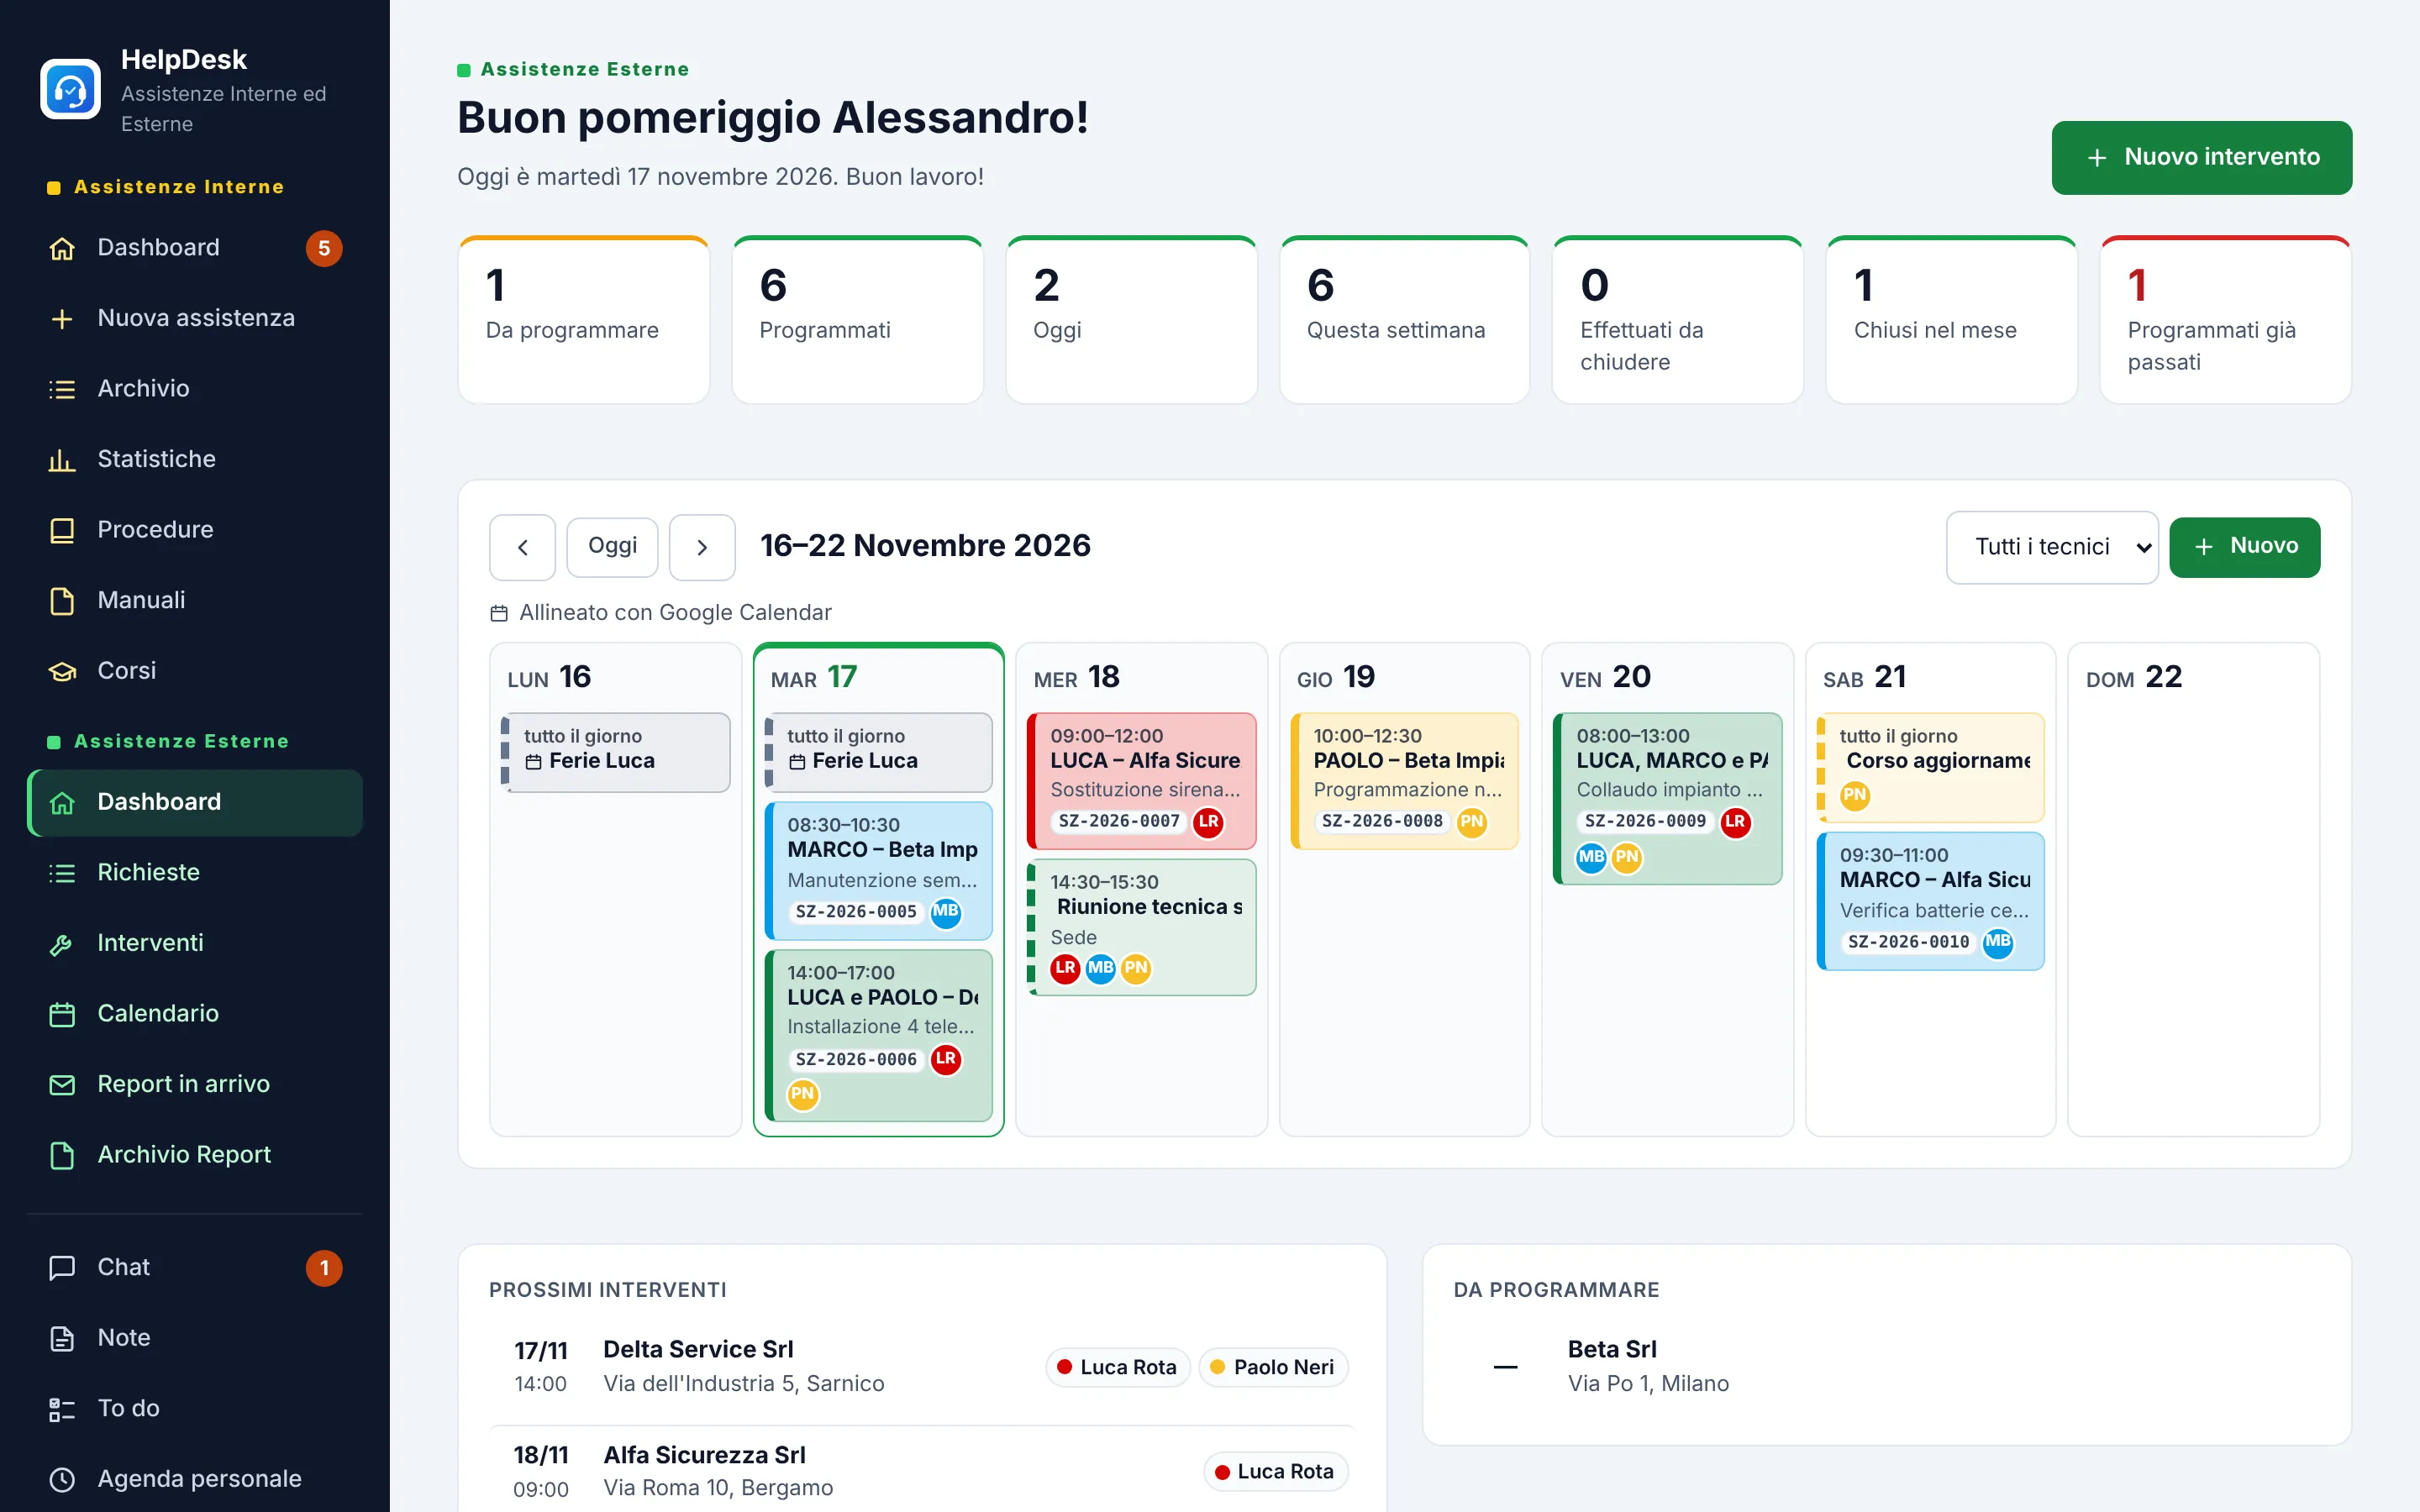 HelpDesk
Assistenze Interne ed
Esterne
Assistenze Interne
Dashboard 5
Nuova assistenza
Archivio
Statistiche
Procedure
Manuali
Corsi
Assistenze Esterne
Dashboard
Richieste
Interventi
Calendario
Report in arrivo
Archivio Report
Chat 1
Note
To do
Agenda personale
Assistenze Esterne
Buon pomeriggio Alessandro!
Oggi è martedì 17 novembre 2026. Buon lavoro!
+ Nuovo intervento
1
Da programmare
6
Programmati
2
Oggi
6
Questa settimana
0
Effettuati da
chiudere
1
Chiusi nel mese
1
Programmati già
passati
Oggi
16–22 Novembre 2026
Tutti i tecnici
+ Nuovo
Allineato con Google Calendar
LUN 16
tutto il giorno
Ferie Luca
MAR 17
tutto il giorno
Ferie Luca
08:30–10:30
MARCO – Beta Imp
Manutenzione sem...
SZ-2026-0005 MB
14:00–17:00
LUCA e PAOLO – De
Installazione 4 tele...
SZ-2026-0006 LR
PN
MER 18
09:00–12:00
LUCA – Alfa Sicure
Sostituzione sirena...
SZ-2026-0007 LR
14:30–15:30
Riunione tecnica s
Sede
LR MB PN
GIO 19
10:00–12:30
PAOLO – Beta Impia
Programmazione n...
SZ-2026-0008 PN
VEN 20
08:00–13:00
LUCA, MARCO e PA
Collaudo impianto ...
SZ-2026-0009 LR
MB PN
SAB 21
tutto il giorno
Corso aggiorname
PN
09:30–11:00
MARCO – Alfa Sicu
Verifica batterie ce...
SZ-2026-0010 MB
DOM 22
PROSSIMI INTERVENTI
17/11 Delta Service Srl
14:00 Via dell'Industria 5, Sarnico
Luca Rota Paolo Neri
18/11 Alfa Sicurezza Srl
09:00 Via Roma 10, Bergamo
Luca Rota
DA PROGRAMMARE
— Beta Srl
Via Po 1, Milano